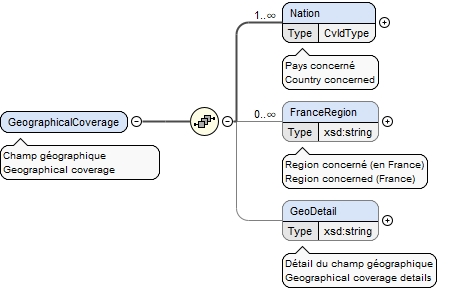 1..∞
Nation
Type CvldType
Pays concerné
Country concerned
GeographicalCoverage
Champ géographique
Geographical coverage
0..∞
FranceRegion
Type xsd:string
Region concerné (en France)
Region concerned (France)
GeoDetail
Type xsd:string
Détail du champ géographique
Geographical coverage details